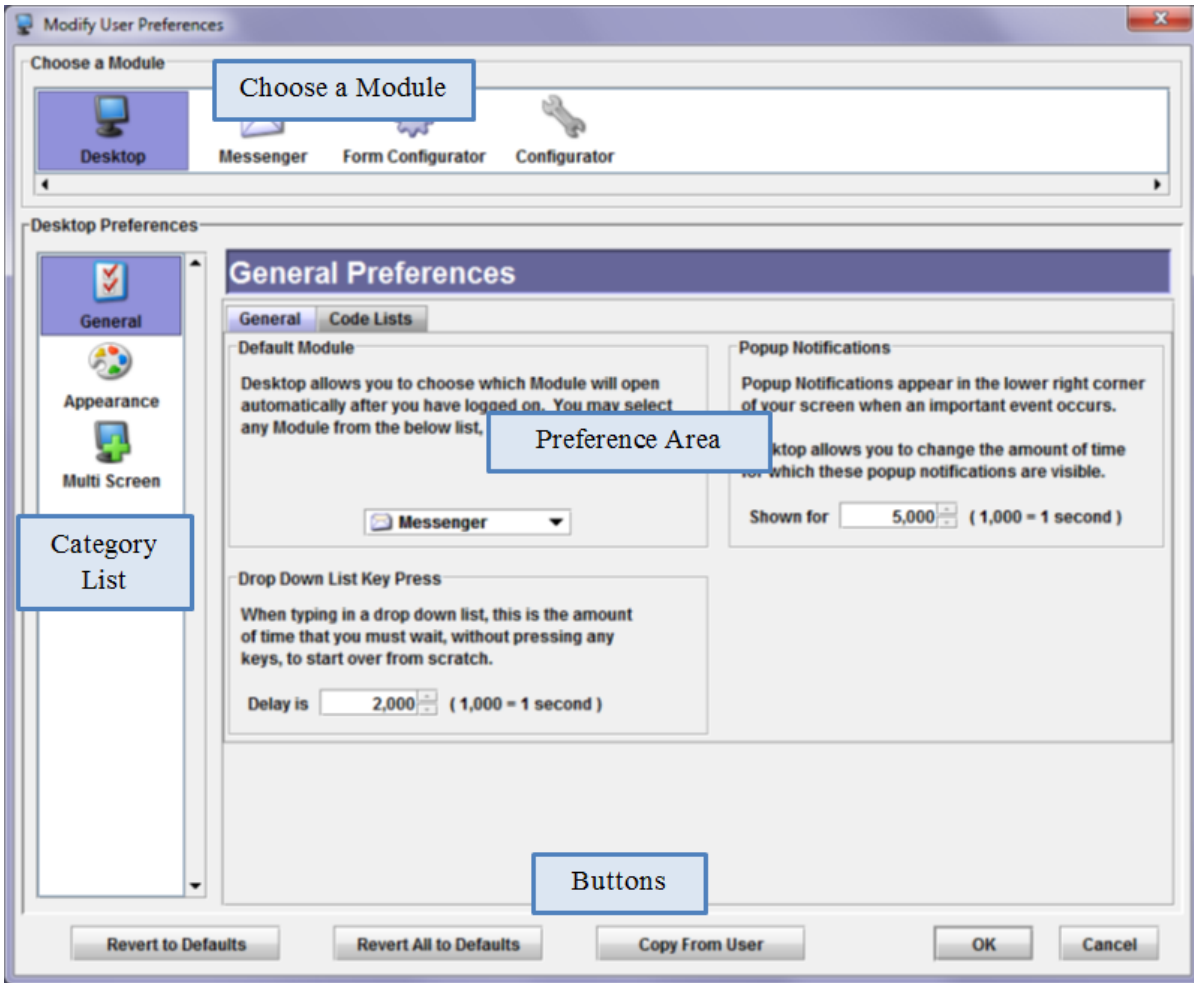 Modify User Preferences
Choose a Module
Choose a Module
Desktop
Messenger
Form Configurator
Configurator
Desktop Preferences
General
Appearance
Multi Screen
Category
List
General Preferences
General
Code Lists
Default Module
Desktop allows you to choose which Module will open
automatically after you have logged on. You may select
any Module from the below list,
Preference Area
Messenger
Popup Notifications
Popup Notifications appear in the lower right corner
of your screen when an important event occurs.
allows you to change the amount of time
for which these popup notifications are visible.
Shown for 5,000 ( 1,000 = 1 second )
Drop Down List Key Press
When typing in a drop down list, this is the amount
of time that you must wait, without pressing any
keys, to start over from scratch.
Delay is 2,000 ( 1,000 = 1 second )
Buttons
Revert to Defaults
Revert All to Defaults
Copy From User
OK
Cancel